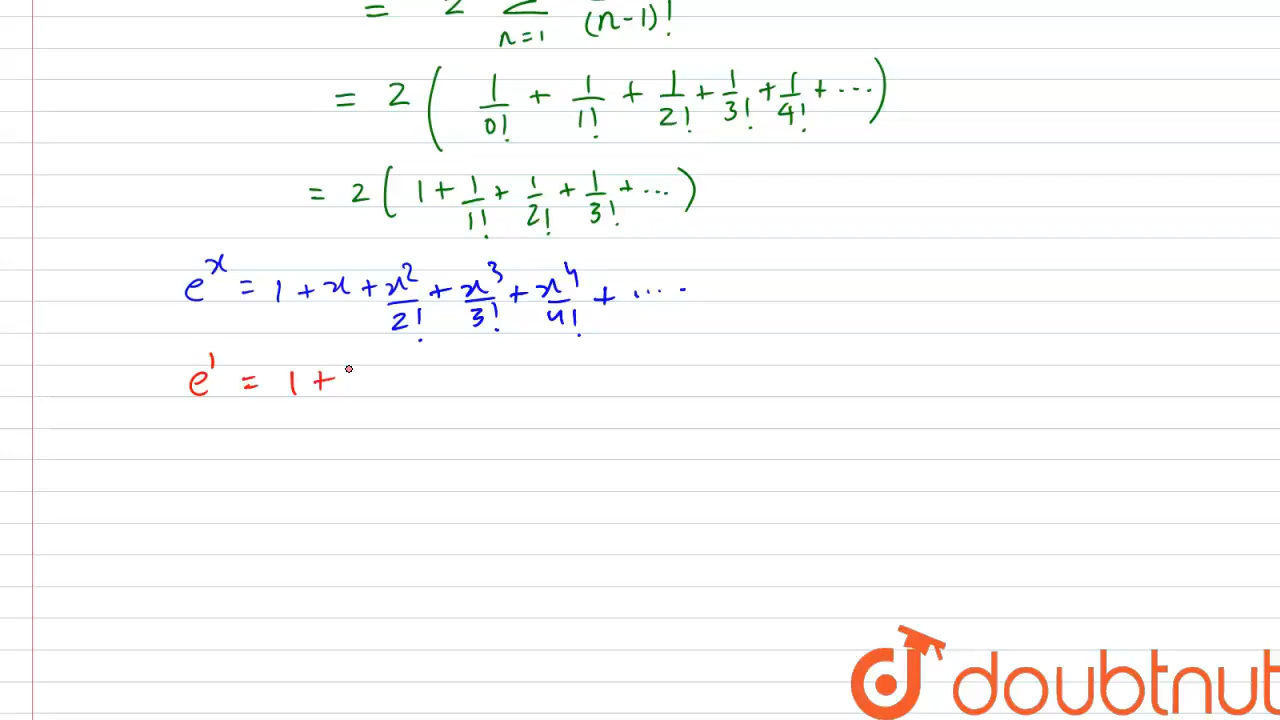 = 2 Σ n=1 (n-1)!
= 2 ( 1/0! + 1/1! + 1/2! + 1/3! + 1/4! + ... )
= 2 ( 1 + 1/1! + 1/2! + 1/3! + ... )
e^x = 1 + x + x^2/2! + x^3/3! + x^4/4! + ....
e^1 = 1 +
doubtnut